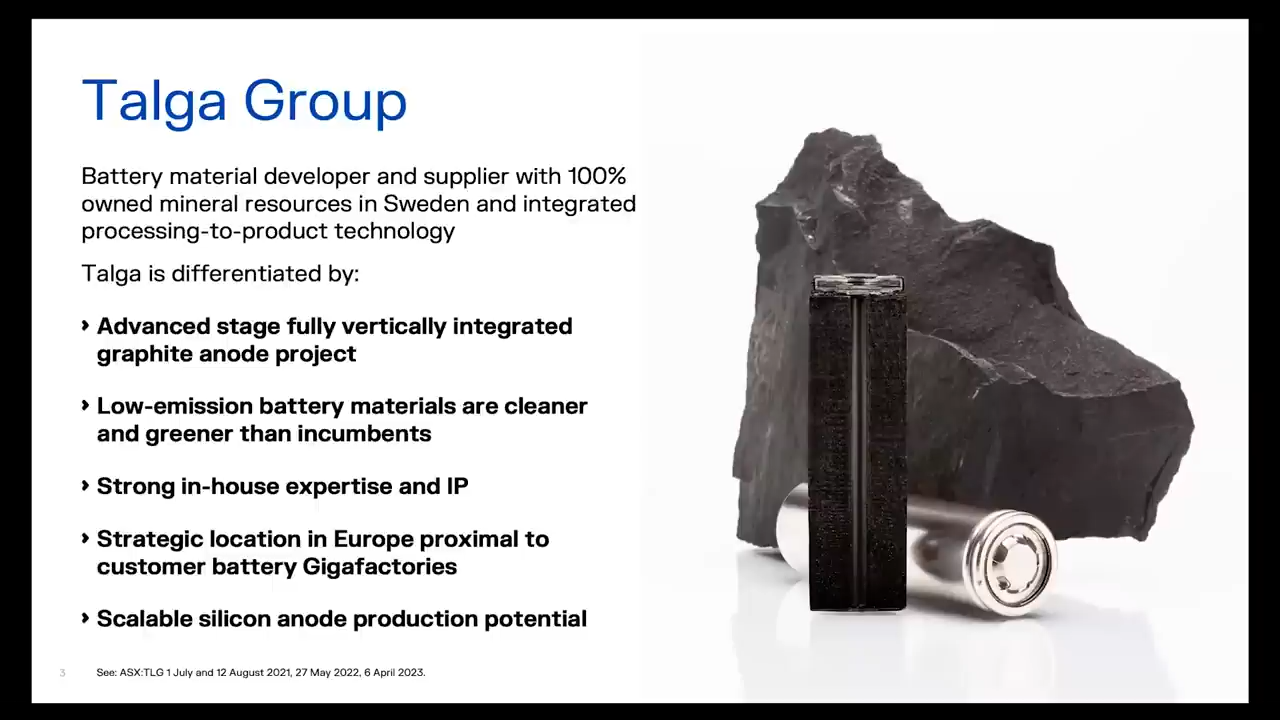 Talga Group
Battery material developer and supplier with 100%
owned mineral resources in Sweden and integrated
processing-to-product technology
Talga is differentiated by:
› Advanced stage fully vertically integrated
graphite anode project
› Low-emission battery materials are cleaner
and greener than incumbents
› Strong in-house expertise and IP
› Strategic location in Europe proximal to
customer battery Gigafactories
› Scalable silicon anode production potential
3 See: ASX:TLG 1 July and 12 August 2021, 27 May 2022, 6 April 2023.